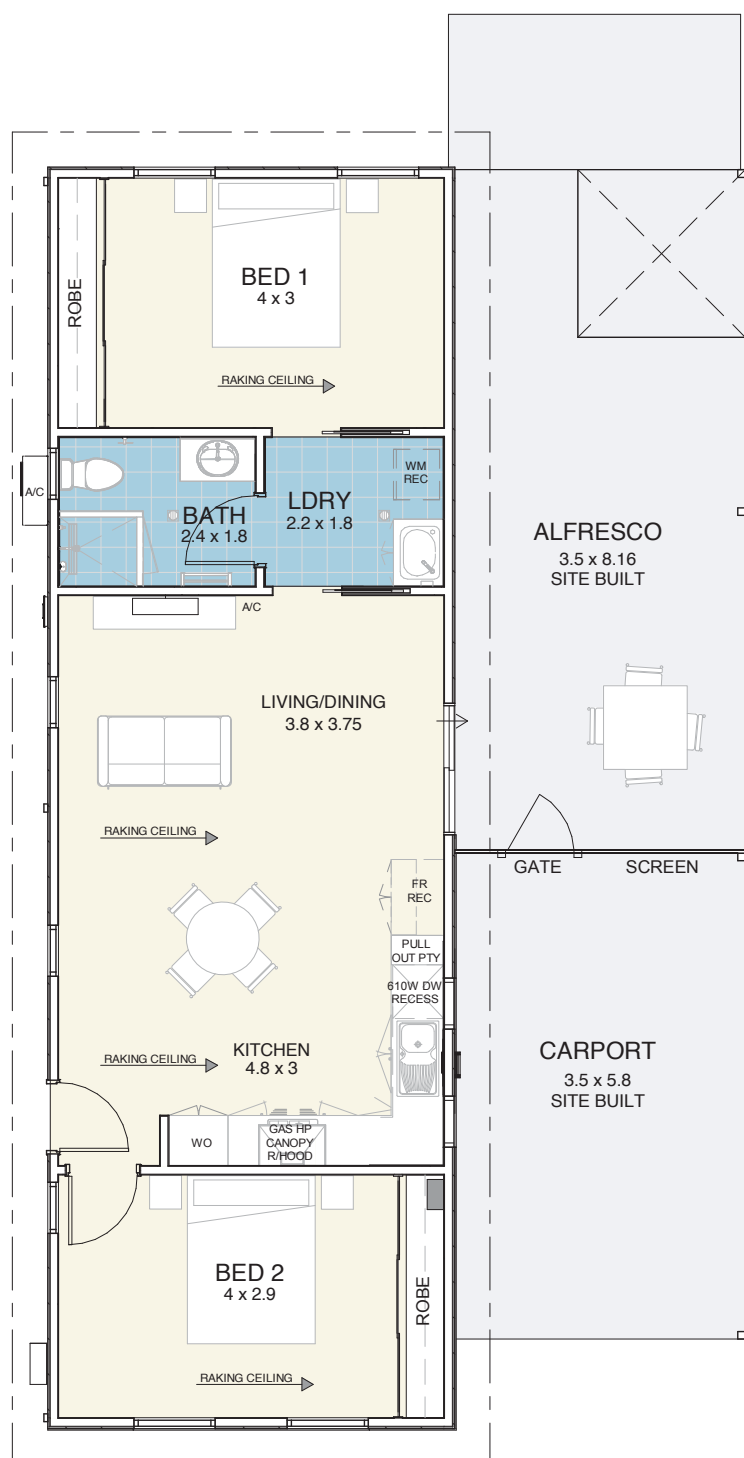 ROBE
BED 1
4 x 3
RAKING CEILING
A/C
WM
REC
LDRY
2.2 x 1.8
BATH
2.4 x 1.8
ALFRESCO
3.5 x 8.16
SITE BUILT
A/C
LIVING/DINING
3.8 x 3.75
RAKING CEILING
GATE
SCREEN
FR
REC
PULL
OUT PTY
610W DW
RECESS
KITCHEN
4.8 x 3
RAKING CEILING
CARPORT
3.5 x 5.8
SITE BUILT
WO
GAS HP
CANOPY
R/HOOD
BED 2
4 x 2.9
ROBE
RAKING CEILING